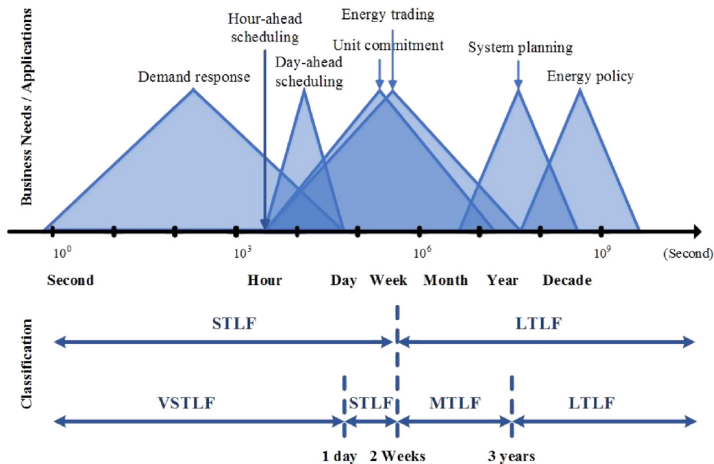 Business Needs / Applications
Hour-ahead
scheduling
Energy trading
Unit commitment
Day-ahead
scheduling
Demand response
System planning
Energy policy
10⁰
10³
10⁶
10⁹
(Second)
Second
Hour
Day
Week
Month
Year
Decade
Classification
STLF
LTLF
VSTLF
STLF
MTLF
LTLF
1 day
2 Weeks
3 years